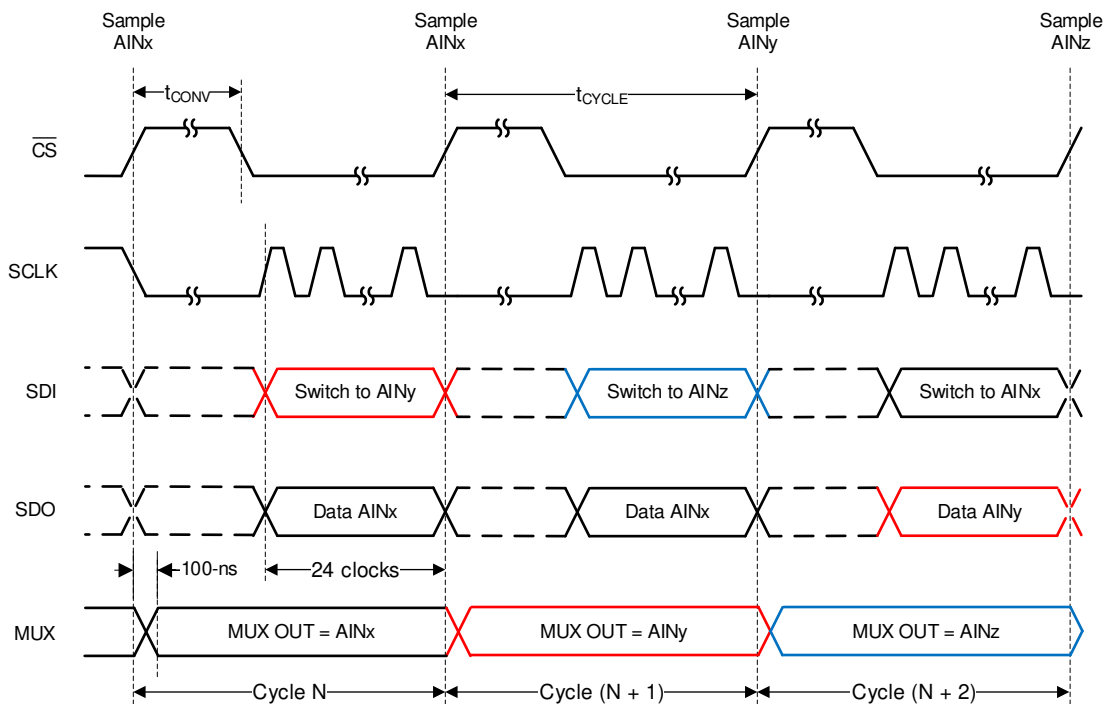 Sample
AINx
Sample
AINx
Sample
AINy
Sample
AINz
tCONV
tCYCLE
CS
SCLK
SDI
Switch to AINy
Switch to AINz
Switch to AINx
SDO
Data AINx
Data AINx
Data AINy
100-ns
24 clocks
MUX
MUX OUT = AINx
MUX OUT = AINy
MUX OUT = AINz
Cycle N
Cycle (N + 1)
Cycle (N + 2)